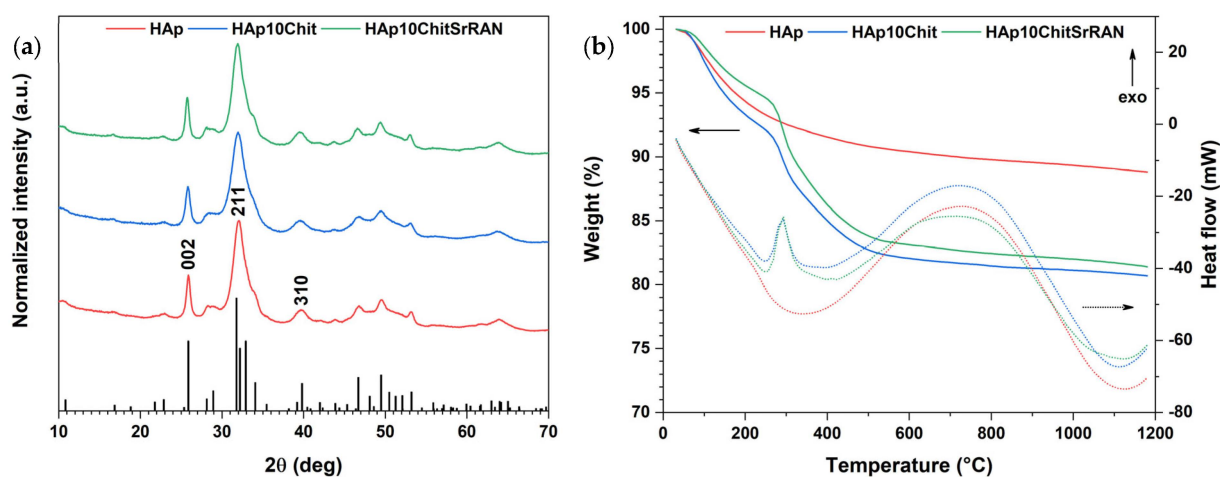 (a)
HAp HAp10Chit HAp10ChitSrRAN
Normalized intensity (a.u.)
002
211
310
10 20 30 40 50 60 70
2θ (deg)
(b)
HAp HAp10Chit HAp10ChitSrRAN
exo
Weight (%)
100
95
90
85
80
75
70
0 200 400 600 800 1000 1200
Temperature (°C)
20
0
-20
-40
-60
-80
Heat flow (mW)